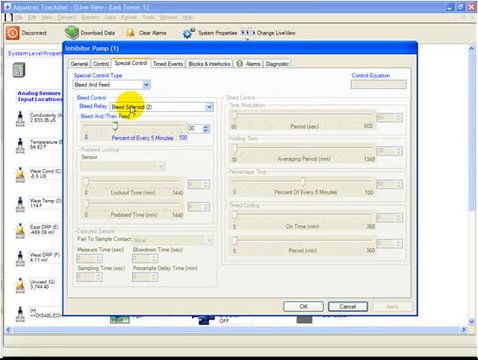 Aquatrac Trackster - [Live View - East Tower 1]
File Edit View Connect Reports Data Format Tools Window
Disconnect Download Data Clear Alarms System Properties Change LiveView
System Level Propert
Analog Sensors
Input Locations
Conductivity (A
2,933.05 uS
Temperature (B
84.62 F
West Cond (C
-8.5 US
West Temp (D
114 F
East ORP (E)
-469.09 mV
West ORP (F
4.11 mV
Unused (G)
3,744.40
(H)
<<DISABLED>
OFF
Inhibitor Pump (1)
General Control Special Control Timed Events Blocks & Interlocks Alarms Diagnostic
Special Control Type
Bleed And Feed
Control Equation
Bleed Control
Bleed Relay Bleed Solenoid (2)
Bleed And/Then Feed
30
0 Percent of Every 5 Minutes 100
Prebleed Lockout
Sensor
0 Lockout Time (min) 1440
0 Prebleed Time (min) 1440
Captured Sample
Fail To Sample Contact: None
Measure Time (sec) Blowdown Time (sec)
Sampling Time (sec) Resample Delay Time (min)
Timed Control
Time Modulation
60 Period (sec) 600
Holding Time
30 Averaging Period (min) 1349
Percentage Time
0 Percent Of Every 5 Minutes 100
Timed Cycling
0 On Time (min) 360
0 Period (min) 360
OK Cancel Apply